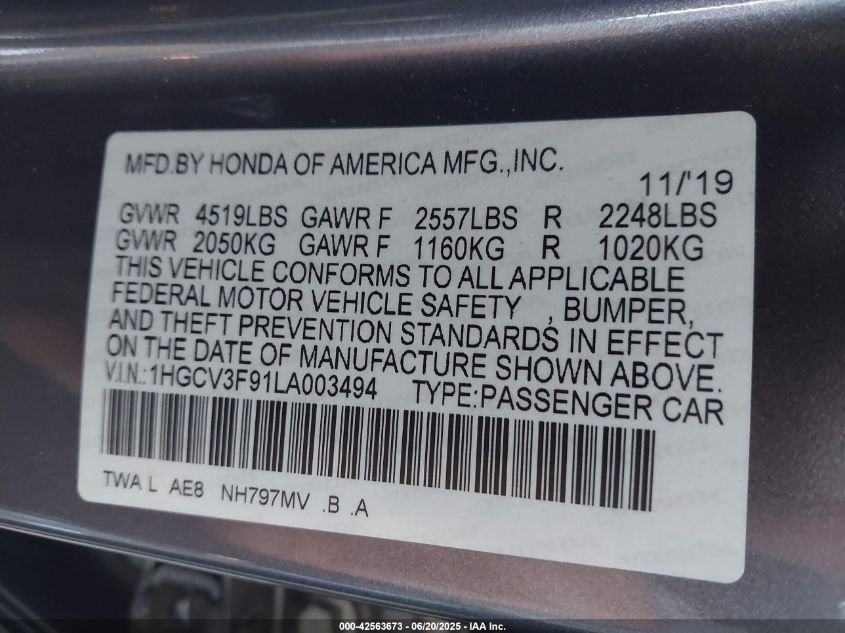 MFD.BY HONDA OF AMERICA MFG.,INC.
11/'19
GVWR 4519LBS GAWR F 2557LBS R 2248LBS
GVWR 2050KG GAWR F 1160KG R 1020KG
THIS VEHICLE CONFORMS TO ALL APPLICABLE
FEDERAL MOTOR VEHICLE SAFETY , BUMPER,
AND THEFT PREVENTION STANDARDS IN EFFECT
ON THE DATE OF MANUFACTURE SHOWN ABOVE.
V.I.N.:1HGCV3F91LA003494 TYPE:PASSENGER CAR
TWA L AE8 NH797MV .B .A
000-42563673 - 06/20/2025 - IAA Inc.